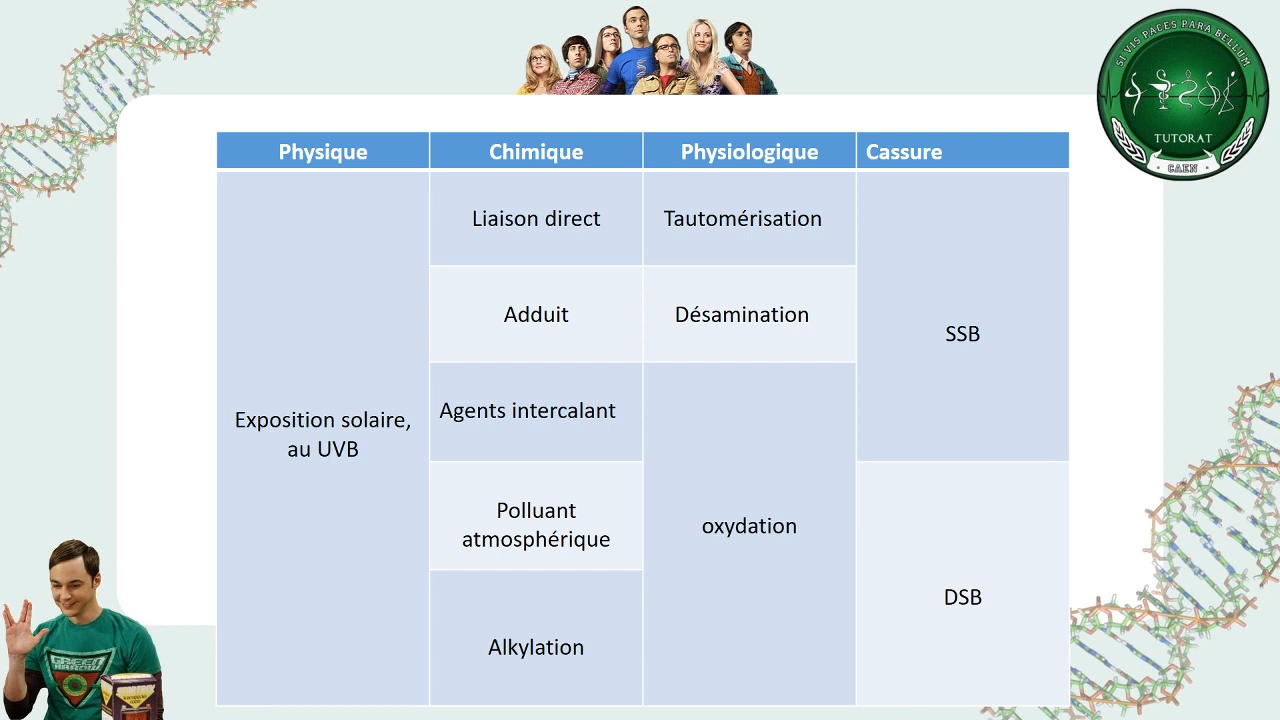 SI VIS PACES PARA BELLUM
TUTORAT
CAEN
Physique
Chimique
Physiologique
Cassure
Exposition solaire,
au UVB
Liaison direct
Adduit
Agents intercalant
Polluant
atmosphérique
Alkylation
Tautomérisation
Désamination
oxydation
SSB
DSB
GREEN